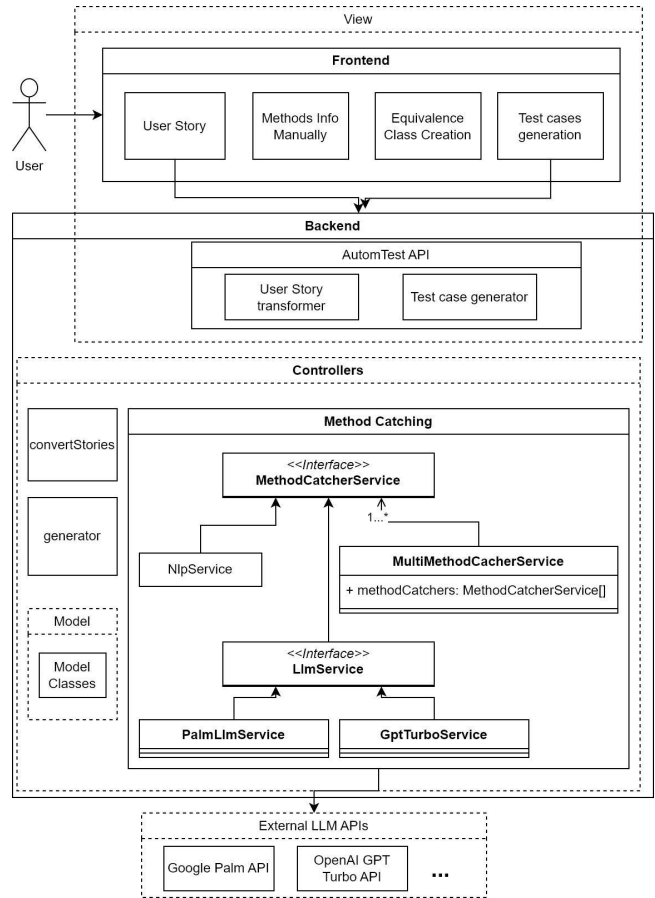 View
Frontend
User Story
Methods Info
Manually
Equivalence
Class Creation
Test cases
generation
User
Backend
AutomTest API
User Story
transformer
Test case generator
Controllers
convertStories
generator
Model
Model
Classes
Method Catching
<<Interface>>
MethodCatcherService
1...*
NlpService
MultiMethodCacherService
+ methodCatchers: MethodCatcherService[]
<<Interface>>
LlmService
PalmLlmService
GptTurboService
External LLM APIs
Google Palm API
OpenAI GPT
Turbo API
...